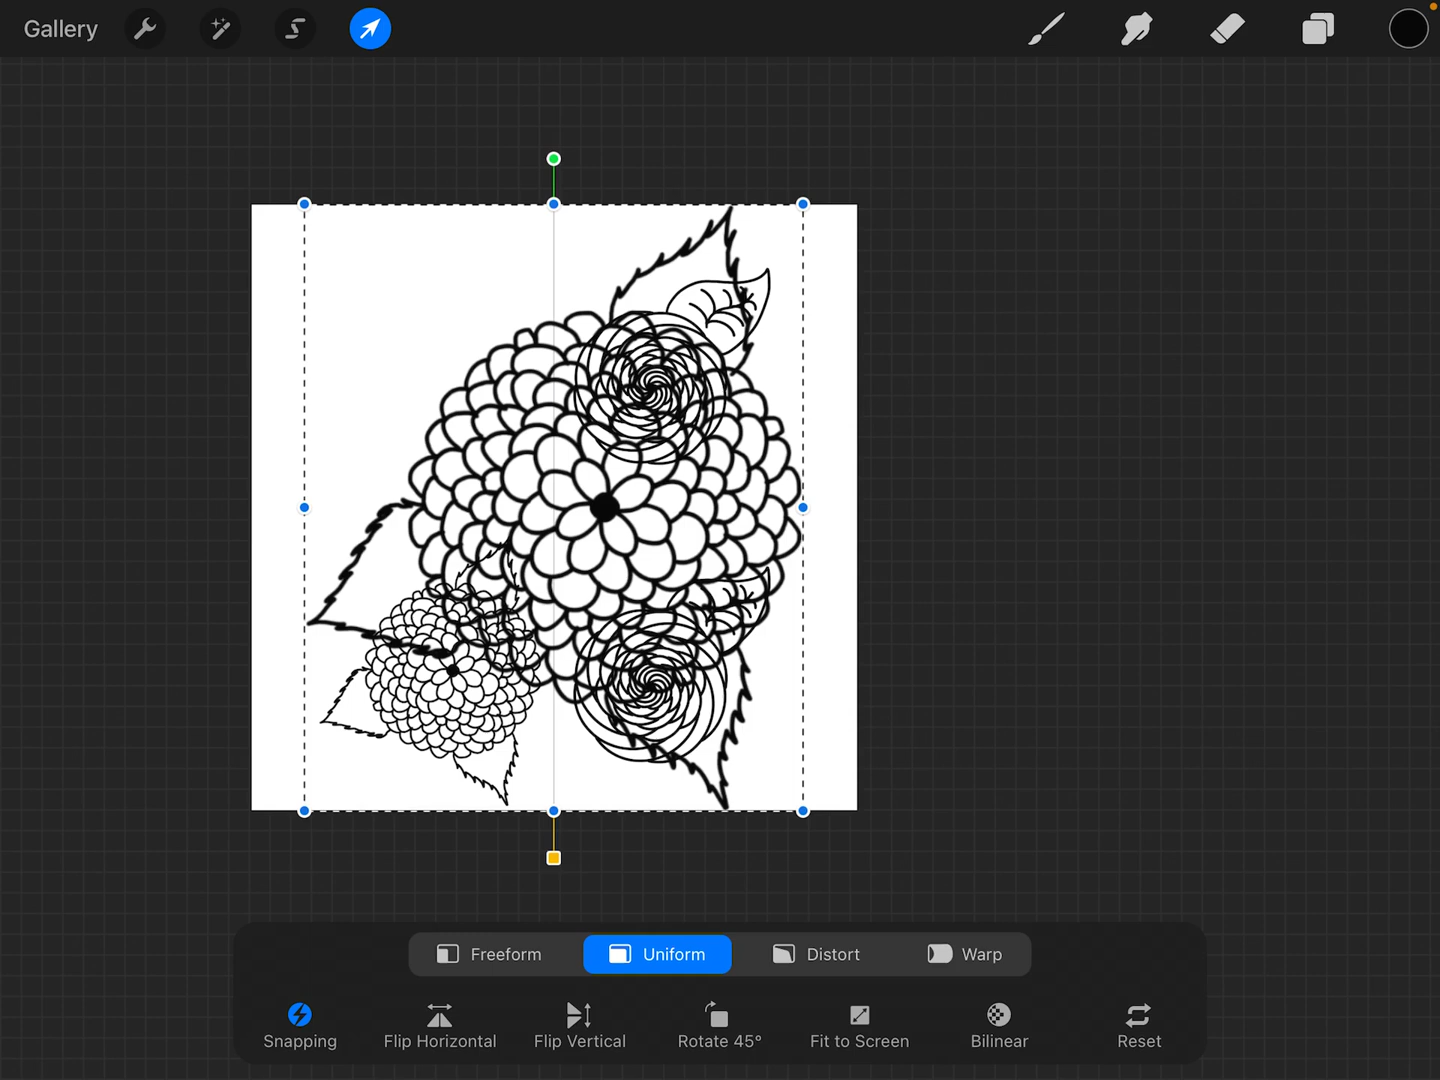 Gallery
Freeform
Uniform
Distort
Warp
Snapping
Flip Horizontal
Flip Vertical
Rotate 45°
Fit to Screen
Bilinear
Reset